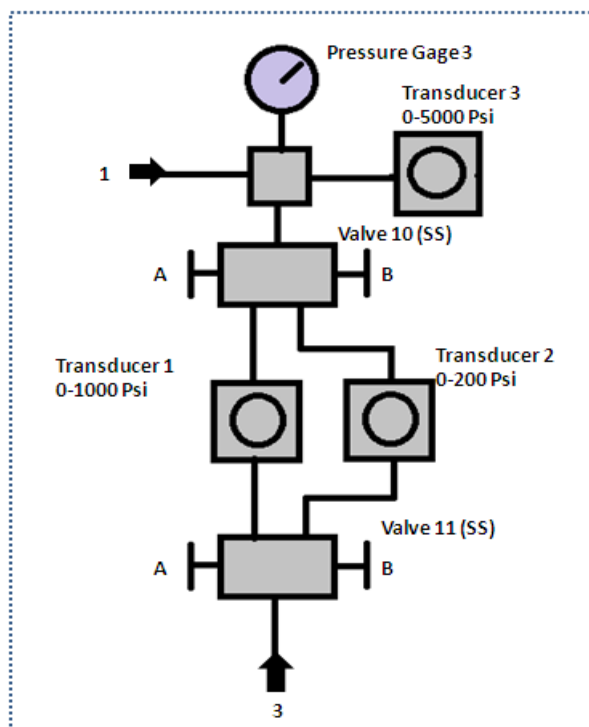 Pressure Gage 3
Transducer 3
0-5000 Psi
1
Valve 10 (SS)
A
B
Transducer 1
0-1000 Psi
Transducer 2
0-200 Psi
Valve 11 (SS)
A
B
3